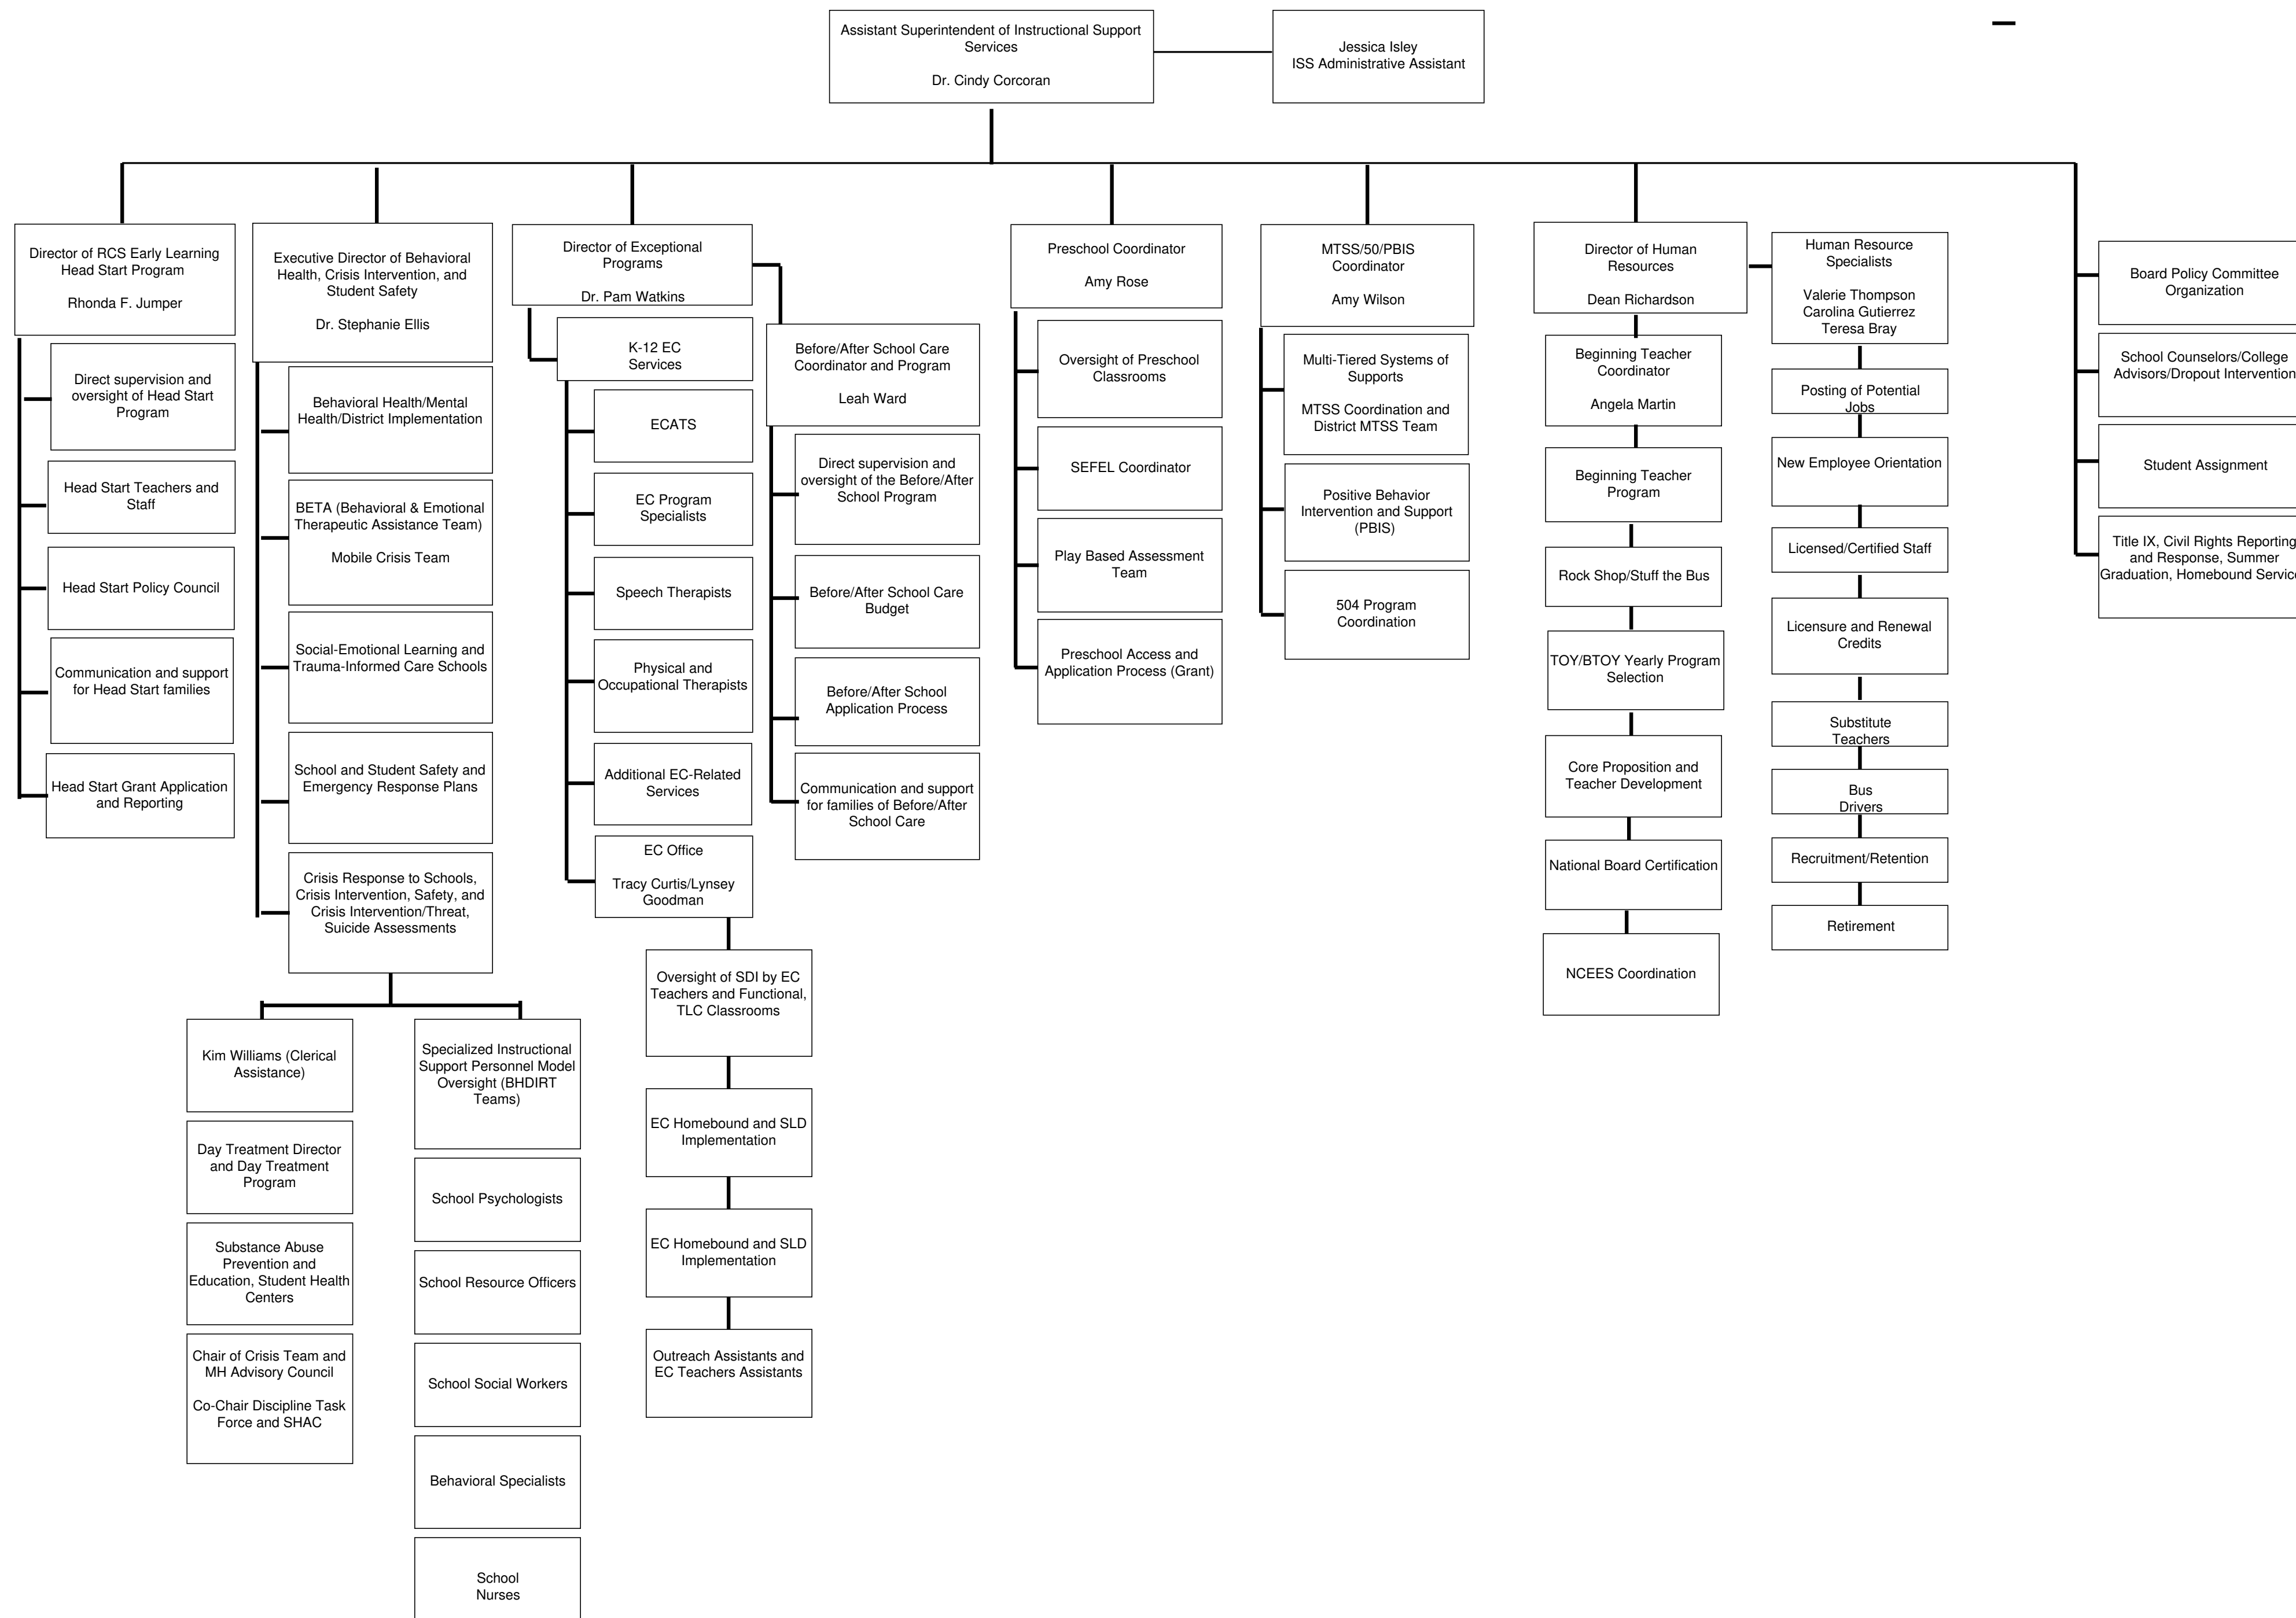 Assistant Superintendent of Instructional Support
Services
Dr. Cindy Corcoran
Jessica Isley
ISS Administrative Assistant
Director of RCS Early Learning
Head Start Program
Rhonda F. Jumper
Direct supervision and
oversight of Head Start
Program
Head Start Teachers and
Staff
Head Start Policy Council
Communication and support
for Head Start families
Head Start Grant Application
and Reporting
Executive Director of Behavioral
Health, Crisis Intervention, and
Student Safety
Dr. Stephanie Ellis
Behavioral Health/Mental
Health/District Implementation
BETA (Behavioral & Emotional
Therapeutic Assistance Team)
Mobile Crisis Team
Social-Emotional Learning and
Trauma-Informed Care Schools
School and Student Safety and
Emergency Response Plans
Crisis Response to Schools,
Crisis Intervention, Safety, and
Crisis Intervention/Threat,
Suicide Assessments
Kim Williams (Clerical
Assistance)
Day Treatment Director
and Day Treatment
Program
Substance Abuse
Prevention and
Education, Student Health
Centers
Chair of Crisis Team and
MH Advisory Council
Co-Chair Discipline Task
Force and SHAC
Specialized Instructional
Support Personnel Model
Oversight (BHDIRT
Teams)
School Psychologists
School Resource Officers
School Social Workers
Behavioral Specialists
School
Nurses
Director of Exceptional
Programs
Dr. Pam Watkins
K-12 EC
Services
ECATS
EC Program
Specialists
Speech Therapists
Physical and
Occupational Therapists
Additional EC-Related
Services
EC Office
Tracy Curtis/Lynsey
Goodman
Oversight of SDI by EC
Teachers and Functional,
TLC Classrooms
EC Homebound and SLD
Implementation
EC Homebound and SLD
Implementation
Outreach Assistants and
EC Teachers Assistants
Before/After School Care
Coordinator and Program
Leah Ward
Direct supervision and
oversight of the Before/After
School Program
Before/After School Care
Budget
Before/After School
Application Process
Communication and support
for families of Before/After
School Care
Preschool Coordinator
Amy Rose
Oversight of Preschool
Classrooms
SEFEL Coordinator
Play Based Assessment
Team
Preschool Access and
Application Process (Grant)
MTSS/50/PBIS
Coordinator
Amy Wilson
Multi-Tiered Systems of
Supports
MTSS Coordination and
District MTSS Team
Positive Behavior
Intervention and Support
(PBIS)
504 Program
Coordination
Director of Human
Resources
Dean Richardson
Beginning Teacher
Coordinator
Angela Martin
Beginning Teacher
Program
Rock Shop/Stuff the Bus
TOY/BTOY Yearly Program
Selection
Core Proposition and
Teacher Development
National Board Certification
NCEES Coordination
Human Resource
Specialists
Valerie Thompson
Carolina Gutierrez
Teresa Bray
Posting of Potential
Jobs
New Employee Orientation
Licensed/Certified Staff
Licensure and Renewal
Credits
Substitute
Teachers
Bus
Drivers
Recruitment/Retention
Retirement
Board Policy Committee
Organization
School Counselors/College
Advisors/Dropout Intervention
Student Assignment
Title IX, Civil Rights Reporting
and Response, Summer
Graduation, Homebound